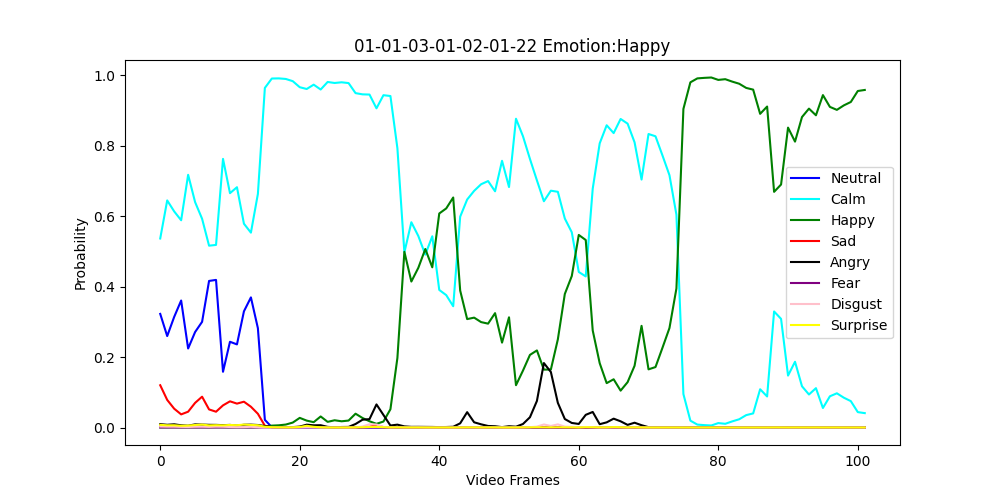 01-01-03-01-02-01-22 Emotion:Happy
1.0
0.8
0.6
0.4
0.2
0.0
Probability
0 20 40 60 80 100
Video Frames
Neutral
Calm
Happy
Sad
Angry
Fear
Disgust
Surprise